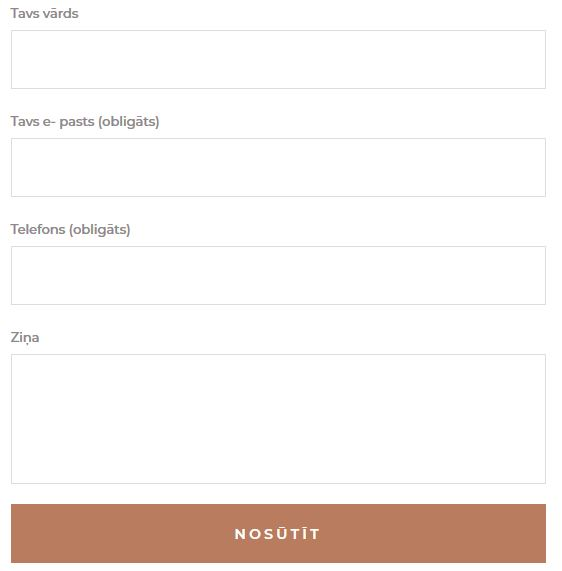 Tavs vārds
Tavs e- pasts (obligāts)
Telefons (obligāts)
Ziņa
NOSŪTĪT